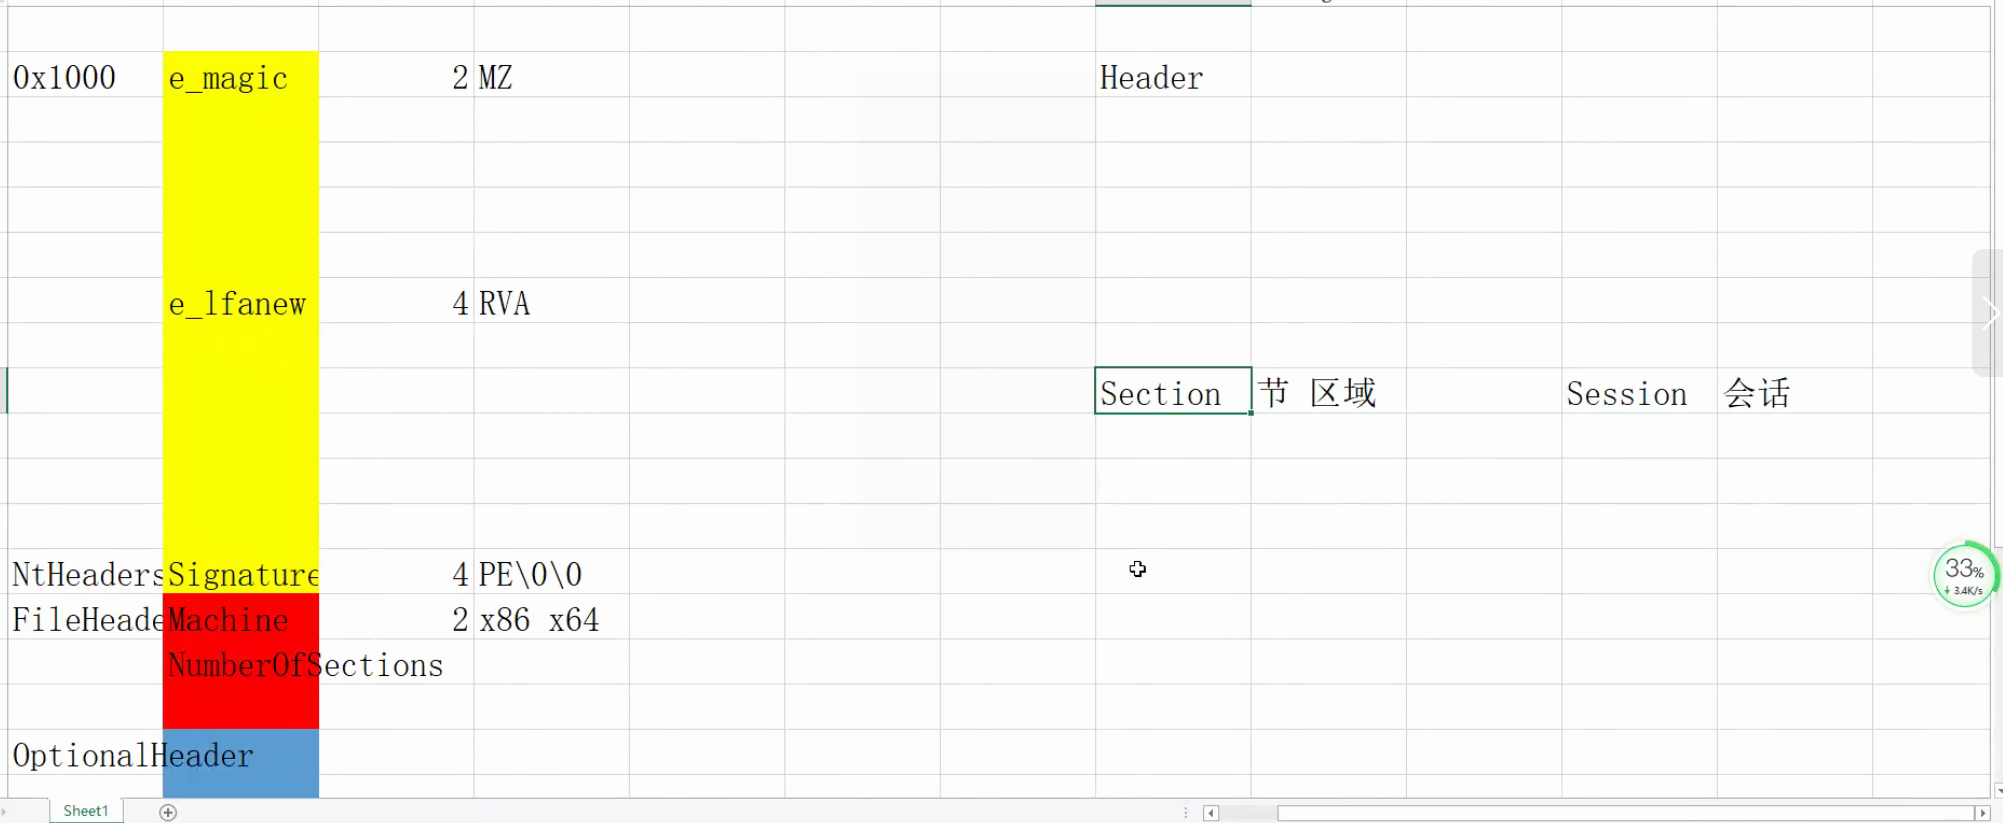 0x1000 e_magic 2 MZ Header
e_lfanew 4 RVA
Section 节 区域 Session 会话
NtHeaders Signature 4 PE\0\0
FileHeade Machine 2 x86 x64
NumberOfSections
OptionalHeader
33%
3.4K/s
Sheet1